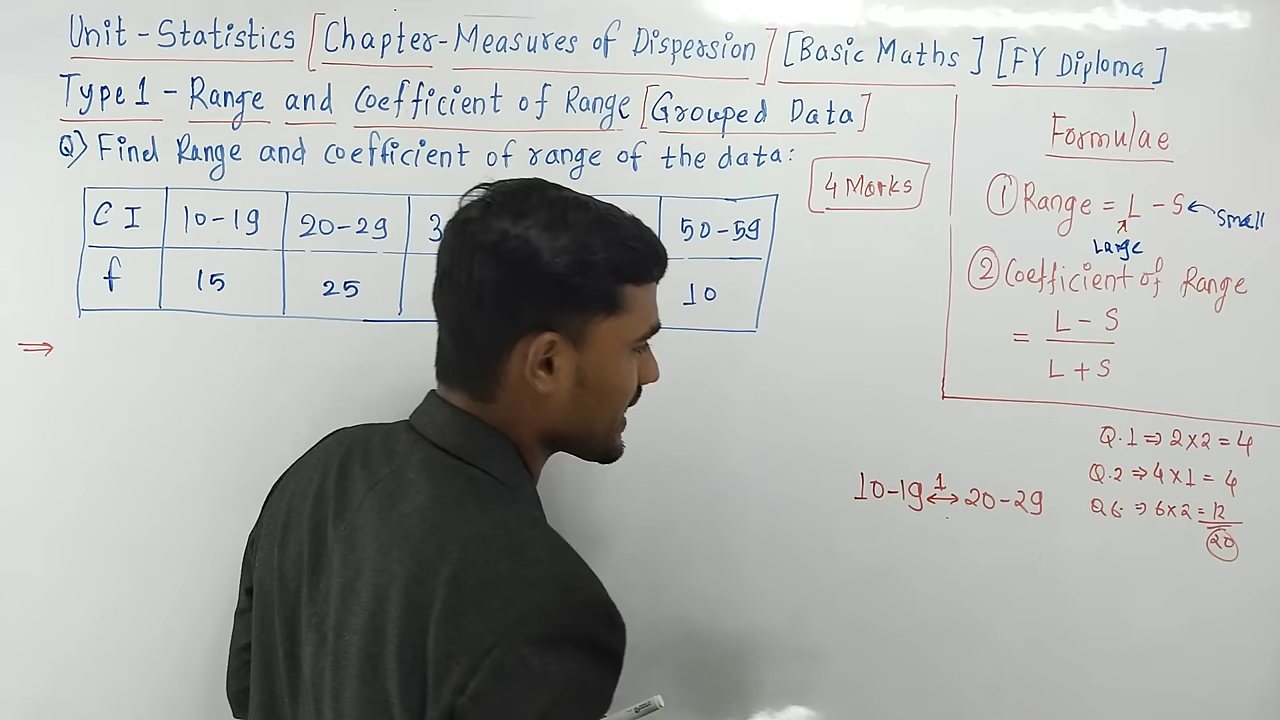 Unit - Statistics [Chapter - Measures of Dispersion] [Basic Maths] [FY Diploma]
Type 1 - Range and Coefficient of Range [Grouped Data]
Q) Find Range and coefficient of range of the data:
4 Marks
C I 10-19 20-29 3 50-59
f 15 25 10
⇒
Formulae
① Range = L - S ← Small
Large
② Coefficient of Range
= L - S
L + S
Q.1 ⇒ 2×2 = 4
Q.2 ⇒ 4×1 = 4
Q6. ⇒ 6×2 = 12
20
1
10-19 ↔ 20-29